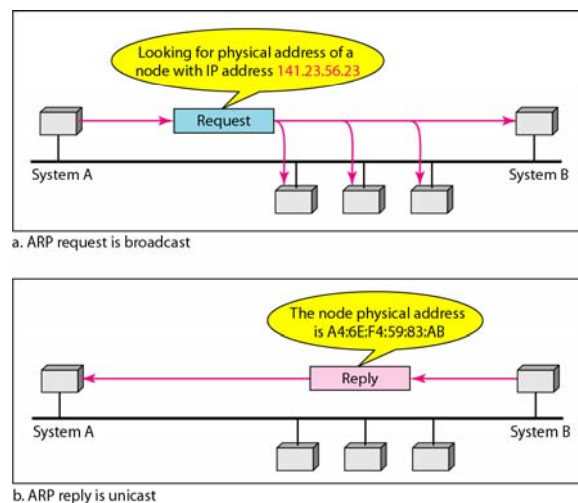 Looking for physical address of a
node with IP address 141.23.56.23
Request
System A
System B
a. ARP request is broadcast
The node physical address
is A4:6E:F4:59:83:AB
Reply
System A
System B
b. ARP reply is unicast